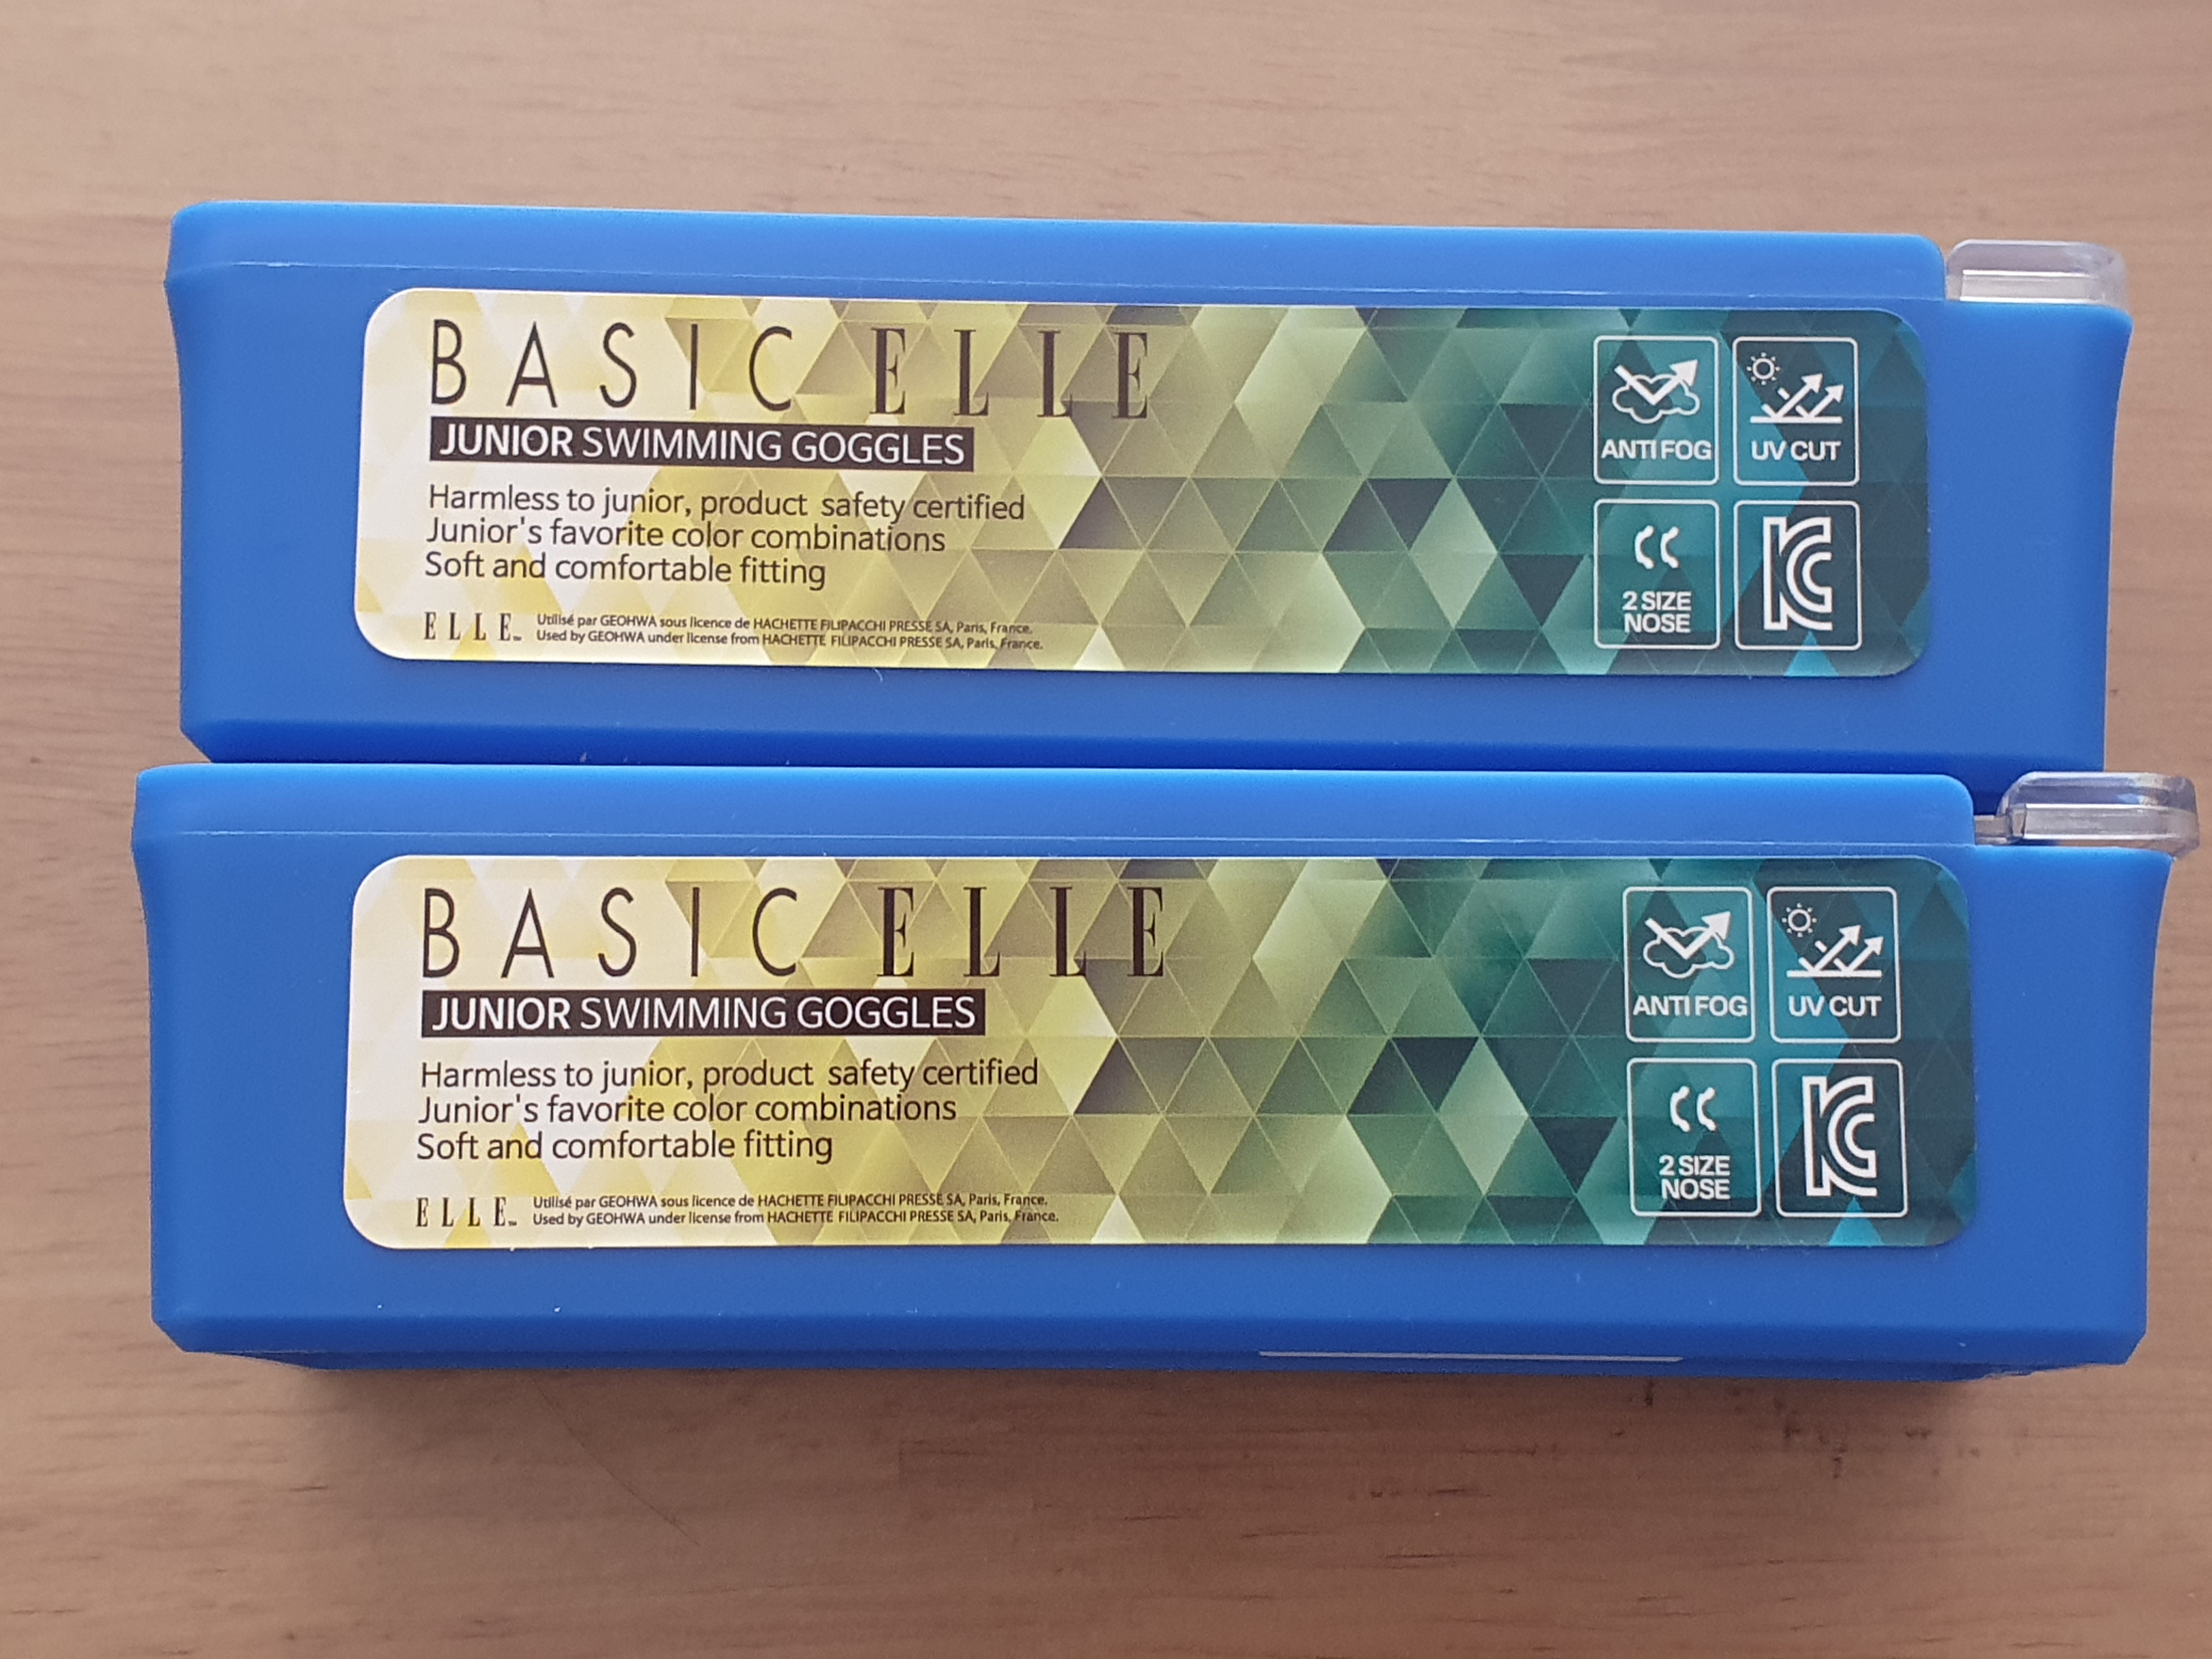 BASIC ELLE
JUNIOR SWIMMING GOGGLES
Harmless to junior, product safety certified
Junior's favorite color combinations
Soft and comfortable fitting
ELLE™ Utilisé par GEOHWA sous licence de HACHETTE FILIPACCHI PRESSE SA, Paris, France.
Used by GEOHWA under license from HACHETTE FILIPACCHI PRESSE SA, Paris, France.
ANTI FOG
UV CUT
2 SIZE
NOSE
KC
BASIC ELLE
JUNIOR SWIMMING GOGGLES
Harmless to junior, product safety certified
Junior's favorite color combinations
Soft and comfortable fitting
ELLE™ Utilisé par GEOHWA sous licence de HACHETTE FILIPACCHI PRESSE SA, Paris, France.
Used by GEOHWA under license from HACHETTE FILIPACCHI PRESSE SA, Paris, France.
ANTI FOG
UV CUT
2 SIZE
NOSE
KC